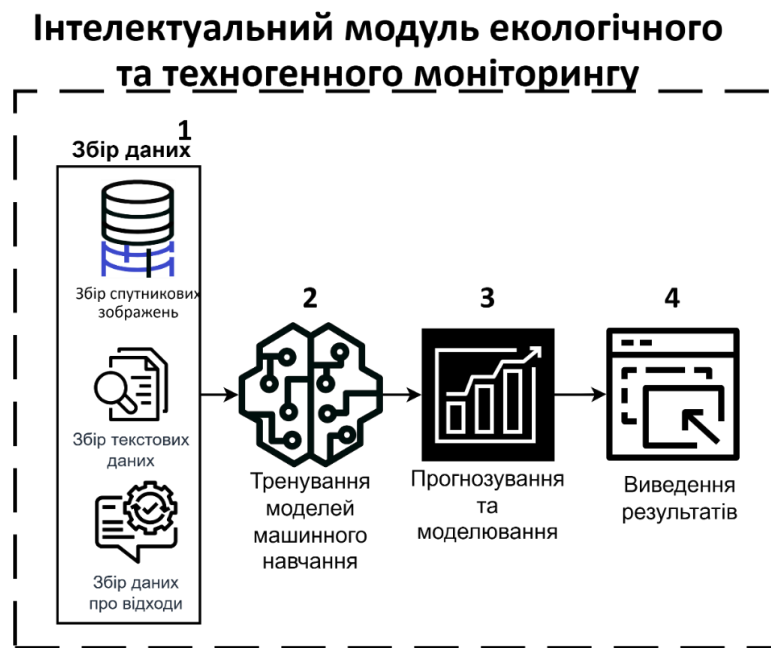 Інтелектуальний модуль екологічного
та техногенного моніторингу
1
Збір даних
Збір спутникових
зображень
Збір текстових
даних
Збір даних
про відходи
2
Тренування
моделей
машинного
навчання
3
Прогнозування
та
моделювання
4
Виведення
результатів